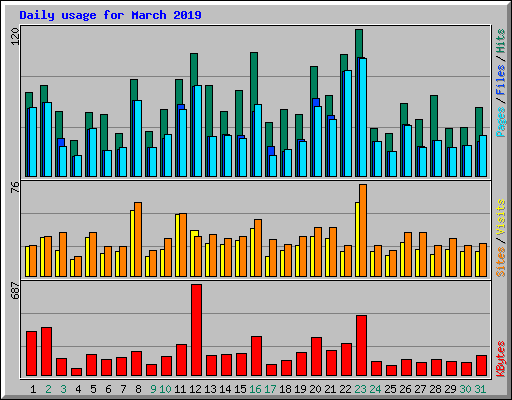 Daily usage for March 2019
120
Pages / Files / Hits
76
Sites / Visits
687
KBytes
1 2 3 4 5 6 7 8 9 10 11 12 13 14 15 16 17 18 19 20 21 22 23 24 25 26 27 28 29 30 31